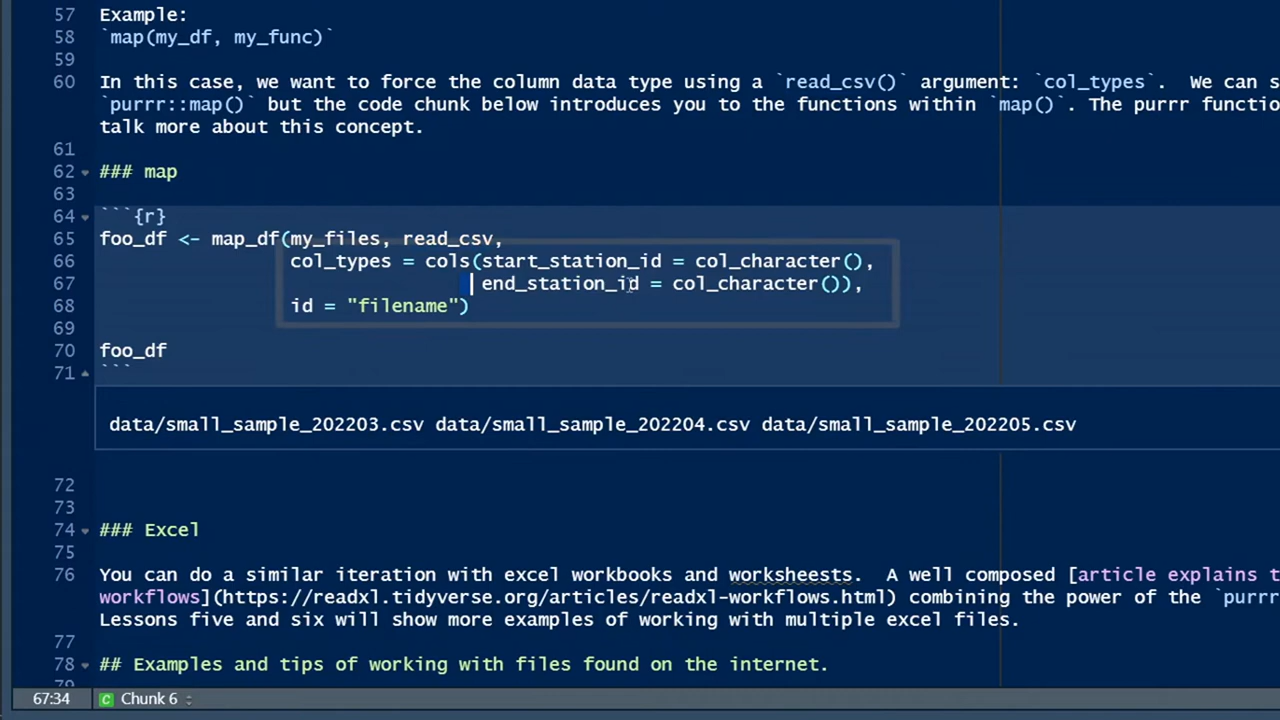 57 Example:
58 `map(my_df, my_func)`
59
60 In this case, we want to force the column data type using a `read_csv()` argument: `col_types`. We can s
`purrr::map()` but the code chunk below introduces you to the functions within `map()`. The purrr functio
talk more about this concept.
61
62 ### map
63
64 ```{r}
65 foo_df <- map_df(my_files, read_csv,
66 col_types = cols(start_station_id = col_character(),
67 end_station_id = col_character()),
68 id = "filename")
69
70 foo_df
71 ```
data/small_sample_202203.csv data/small_sample_202204.csv data/small_sample_202205.csv
72
73
74 ### Excel
75
76 You can do a similar iteration with excel workbooks and worksheests. A well composed [article explains t
workflows](https://readxl.tidyverse.org/articles/readxl-workflows.html) combining the power of the `purrr
Lessons five and six will show more examples of working with multiple excel files.
77
78 ## Examples and tips of working with files found on the internet.
79
67:34 C Chunk 6